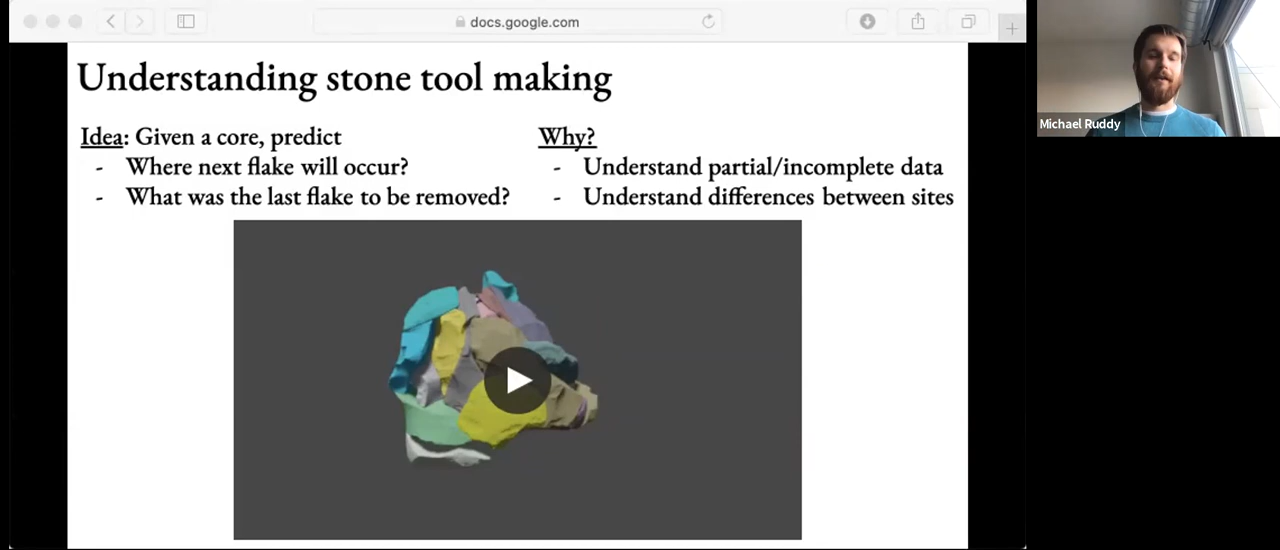 docs.google.com
Understanding stone tool making
Idea: Given a core, predict
- Where next flake will occur?
- What was the last flake to be removed?
Why?
- Understand partial/incomplete data
- Understand differences between sites
Michael Ruddy